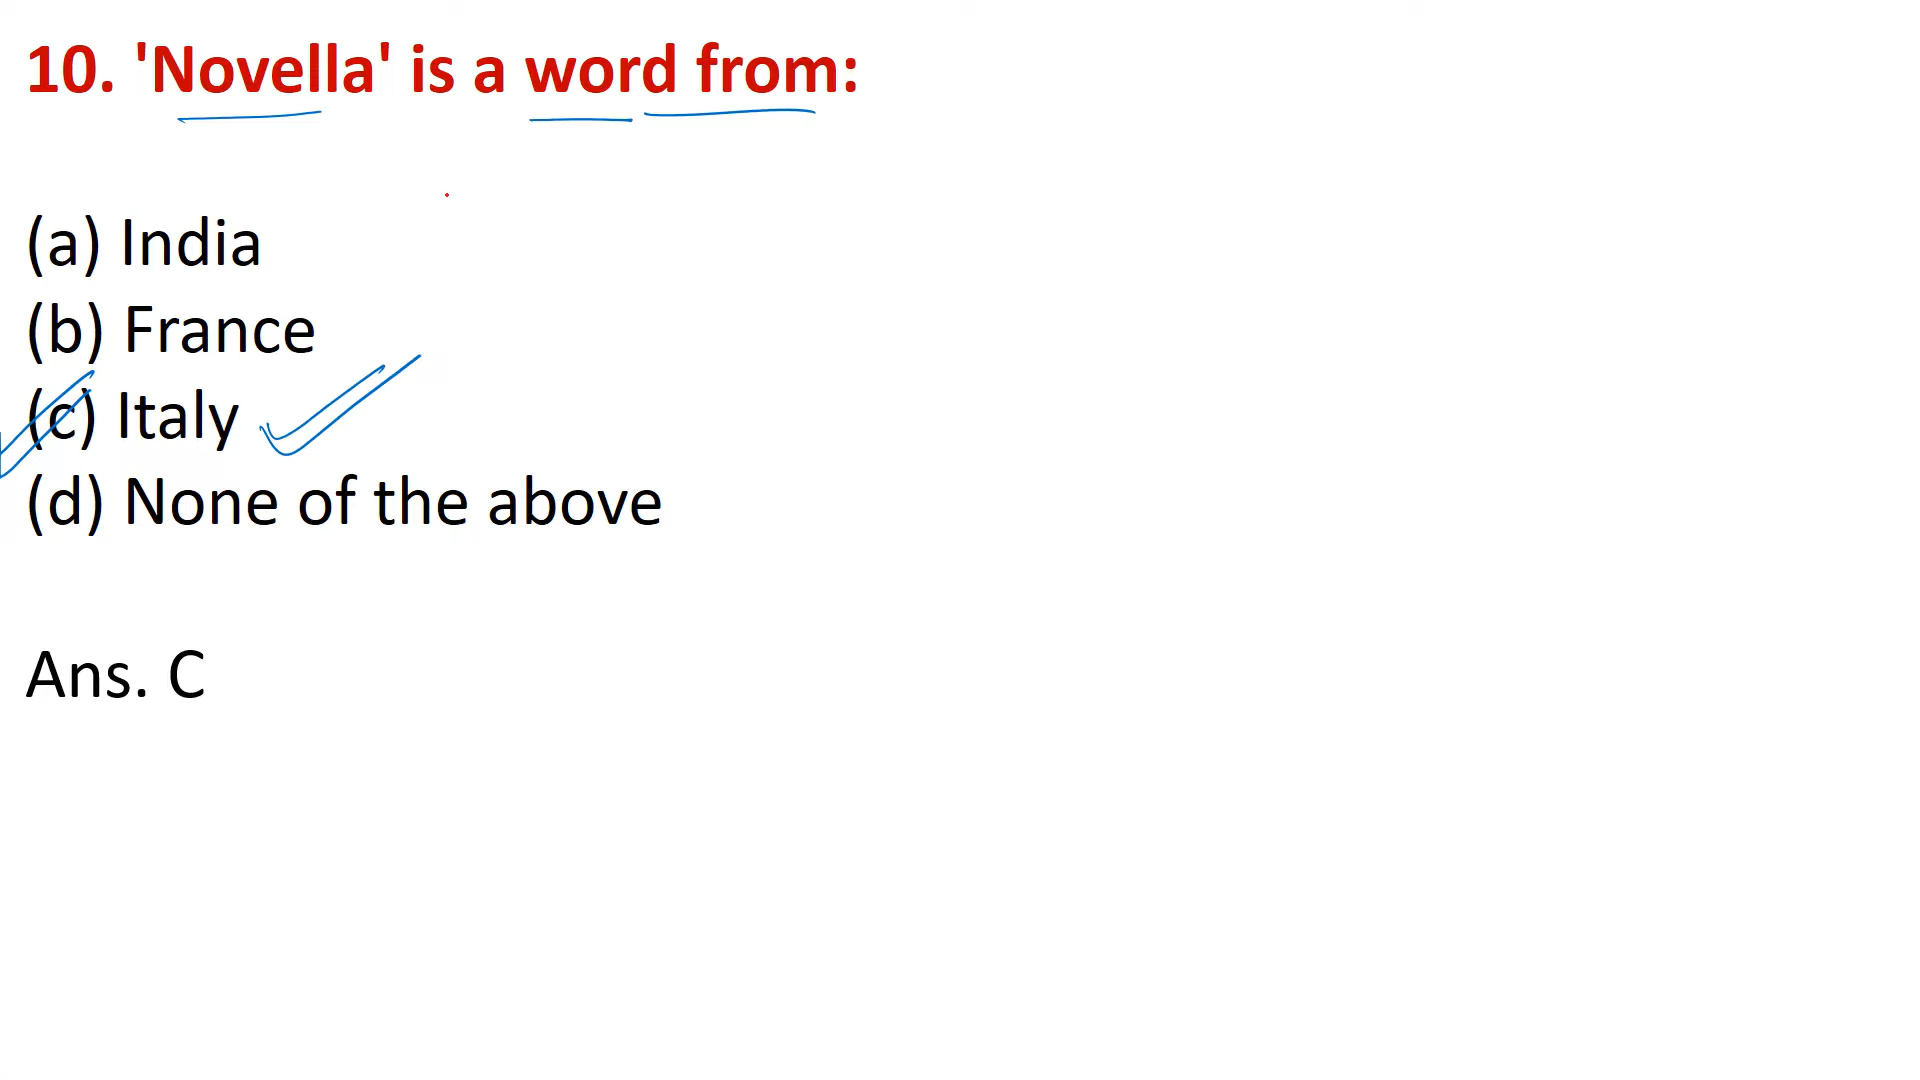 10. 'Novella' is a word from:
(a) India
(b) France
(c) Italy
(d) None of the above
Ans. C